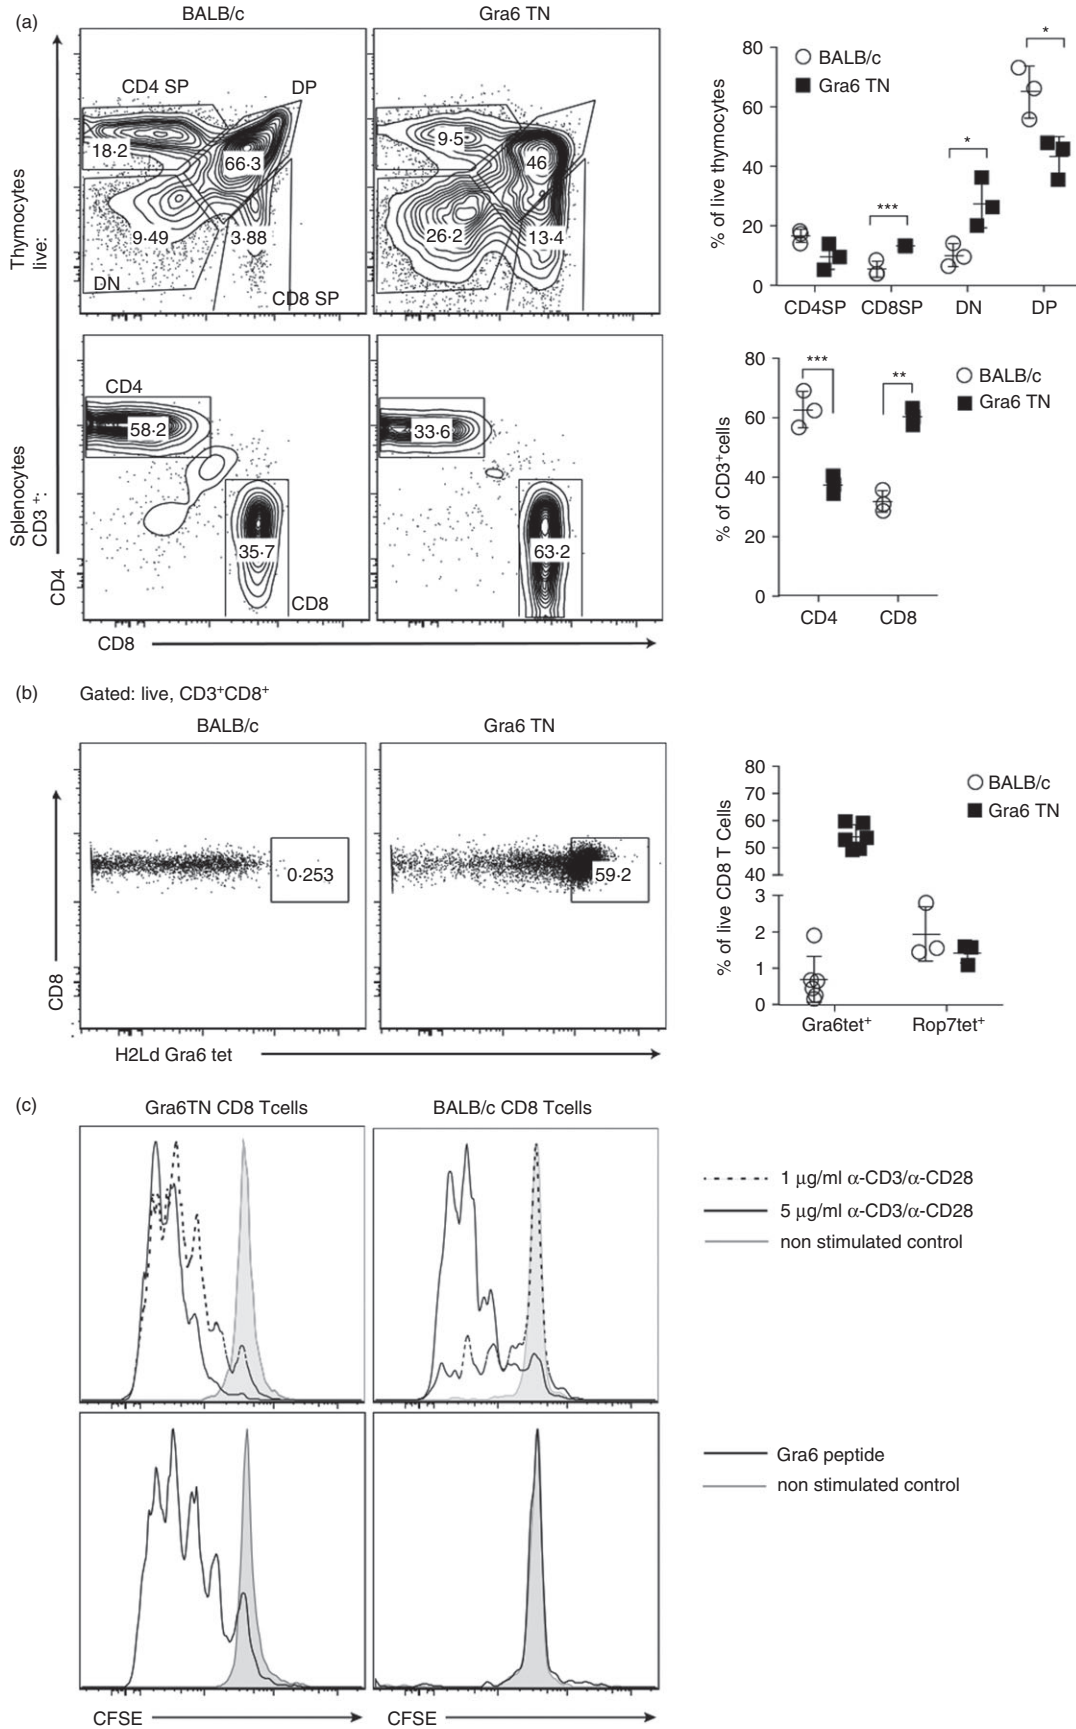 (a)
BALB/c
Gra6 TN
CD4 SP
DP
18·2
66·3
9·49
3·88
DN
CD8 SP
9·5
46
26·2
13·4
Thymocytes
live:
% of live thymocytes
80
60
40
20
0
BALB/c
Gra6 TN
***
*
*
CD4SP
CD8SP
DN
DP
CD4
58·2
35·7
CD8
33·6
63·2
Splenocytes
CD3⁺:
CD4
CD8
% of CD3⁺cells
80
60
40
20
0
***
**
BALB/c
Gra6 TN
CD4
CD8
(b)
Gated: live, CD3⁺CD8⁺
BALB/c
Gra6 TN
0·253
59·2
CD8
H2Ld Gra6 tet
% of live CD8 T Cells
80
70
60
50
40
3
2
1
0
BALB/c
Gra6 TN
Gra6tet⁺
Rop7tet⁺
(c)
Gra6TN CD8 Tcells
BALB/c CD8 Tcells
1 μg/ml α-CD3/α-CD28
5 μg/ml α-CD3/α-CD28
non stimulated control
Gra6 peptide
non stimulated control
CFSE
CFSE